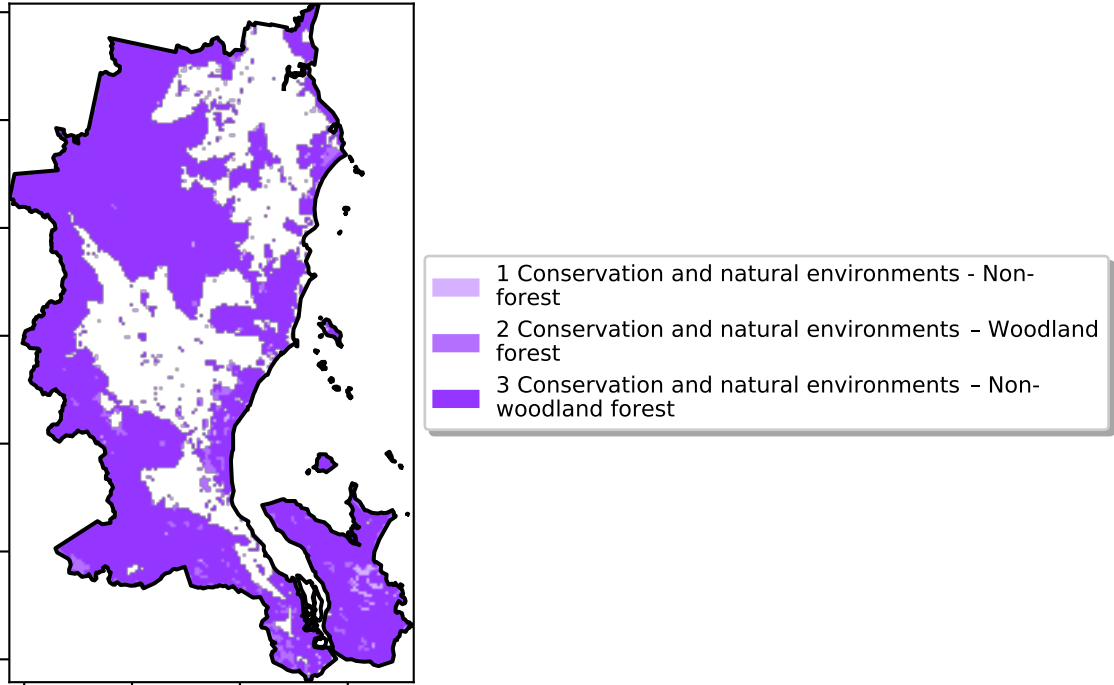 1 Conservation and natural environments - Non-
forest
2 Conservation and natural environments – Woodland
forest
3 Conservation and natural environments – Non-
woodland forest